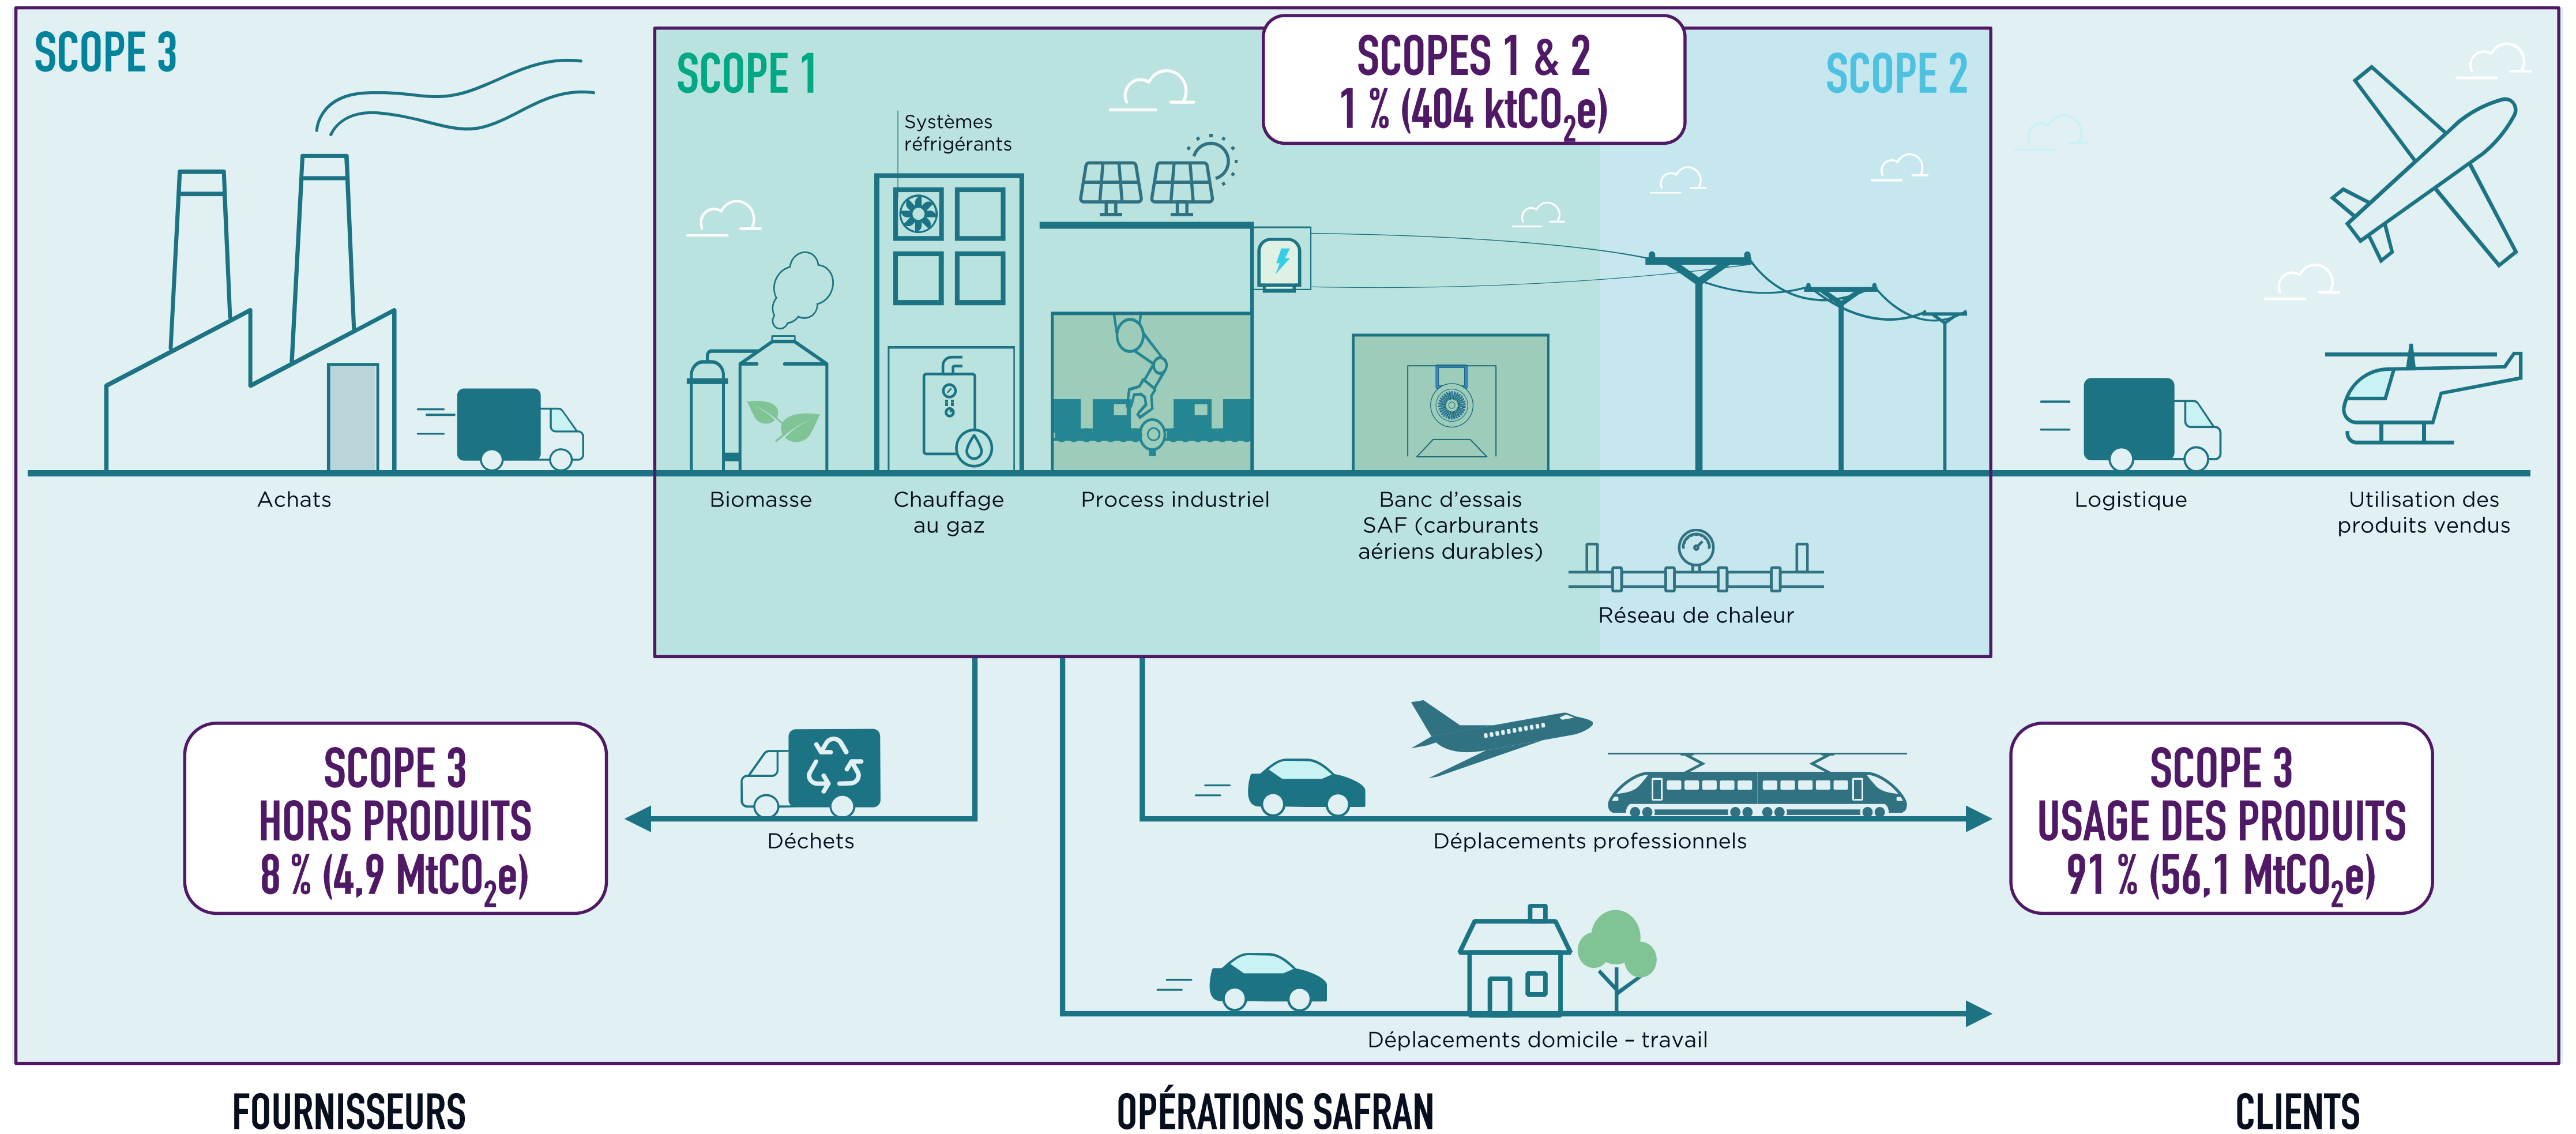 SCOPE 3
SCOPE 1
SCOPES 1 & 2
1 % (404 ktCO₂e)
SCOPE 2
Systèmes
réfrigérants
Achats
Biomasse
Chauffage
au gaz
Process industriel
Banc d’essais
SAF (carburants
aériens durables)
Réseau de chaleur
Logistique
Utilisation des
produits vendus
SCOPE 3
HORS PRODUITS
8 % (4,9 MtCO₂e)
Déchets
Déplacements professionnels
SCOPE 3
USAGE DES PRODUITS
91 % (56,1 MtCO₂e)
Déplacements domicile – travail
FOURNISSEURS
OPÉRATIONS SAFRAN
CLIENTS